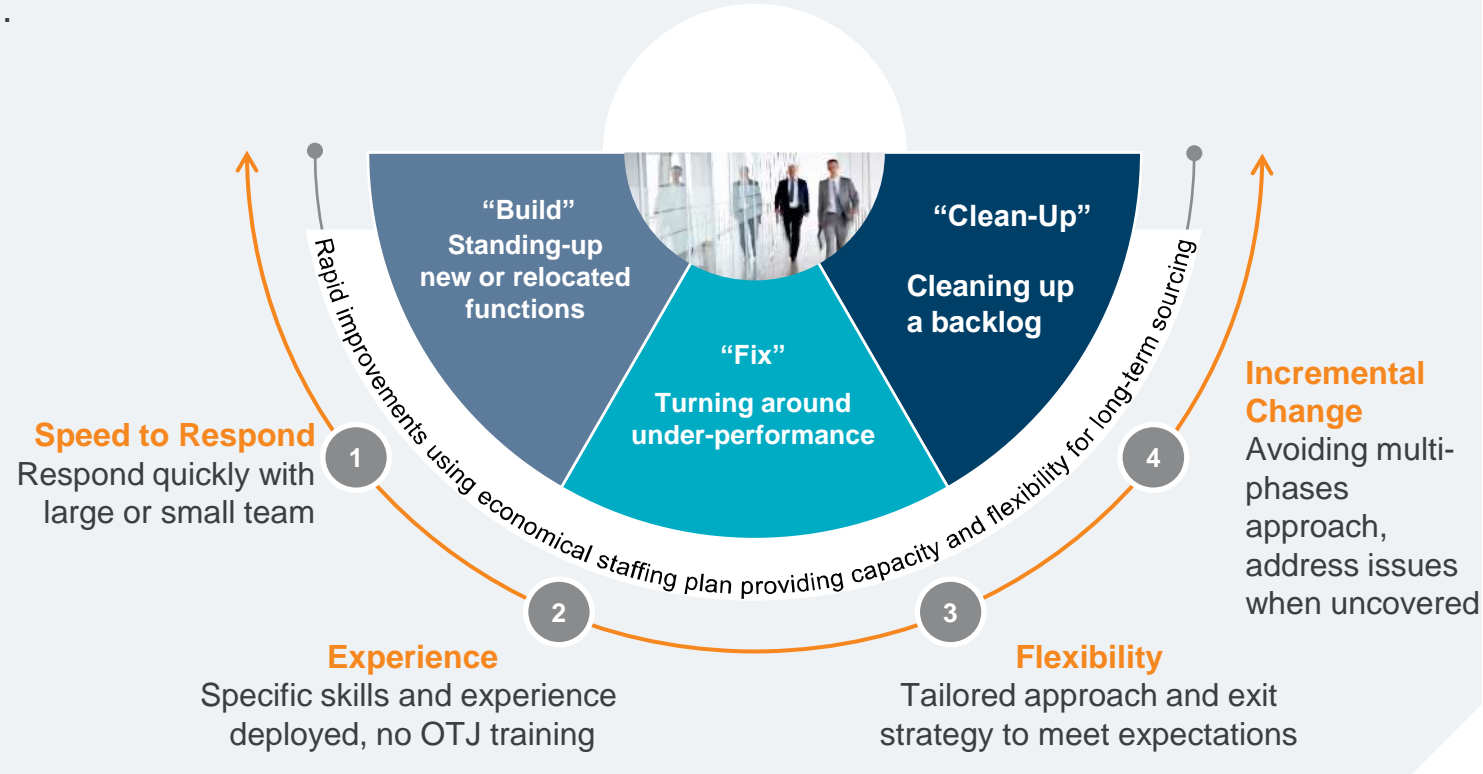 .
“Build”
Standing-up
new or relocated
functions
“Fix”
Turning around
under-performance
“Clean-Up”
Cleaning up
a backlog
Rapid improvements using economical staffing plan providing capacity and flexibility for long-term sourcing
1
Speed to Respond
Respond quickly with
large or small team
2
Experience
Specific skills and experience
deployed, no OTJ training
3
Flexibility
Tailored approach and exit
strategy to meet expectations
4
Incremental
Change
Avoiding multi-
phases
approach,
address issues
when uncovered